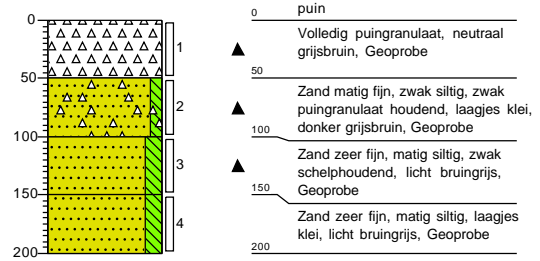 0
50
100
150
200
1
2
3
4
0
puin
Volledig puingranulaat, neutraal
grijsbruin, Geoprobe
50
Zand matig fijn, zwak siltig, zwak
puingranulaat houdend, laagjes klei,
donker grijsbruin, Geoprobe
100
Zand zeer fijn, matig siltig, zwak
schelphoudend, licht bruingrijs,
Geoprobe
150
Zand zeer fijn, matig siltig, laagjes
klei, licht bruingrijs, Geoprobe
200